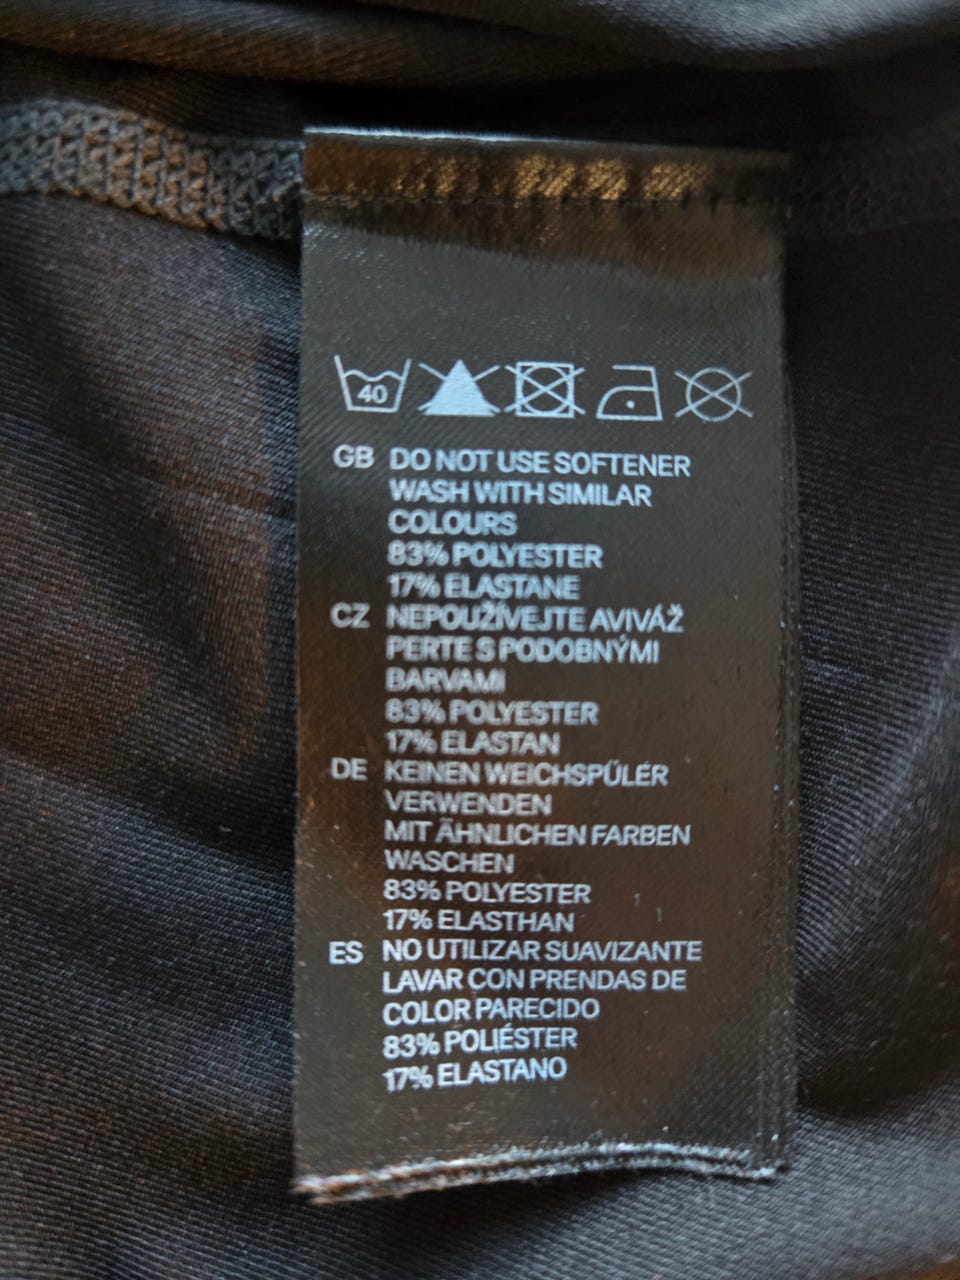 40
GB DO NOT USE SOFTENER
WASH WITH SIMILAR
COLOURS
83% POLYESTER
17% ELASTANE
CZ NEPOUŽÍVEJTE AVIVÁŽ
PERTE S PODOBNÝMI
BARVAMI
83% POLYESTER
17% ELASTAN
DE KEINEN WEICHSPÜLER
VERWENDEN
MIT ÄHNLICHEN FARBEN
WASCHEN
83% POLYESTER
17% ELASTHAN
ES NO UTILIZAR SUAVIZANTE
LAVAR CON PRENDAS DE
COLOR PARECIDO
83% POLIÉSTER
17% ELASTANO